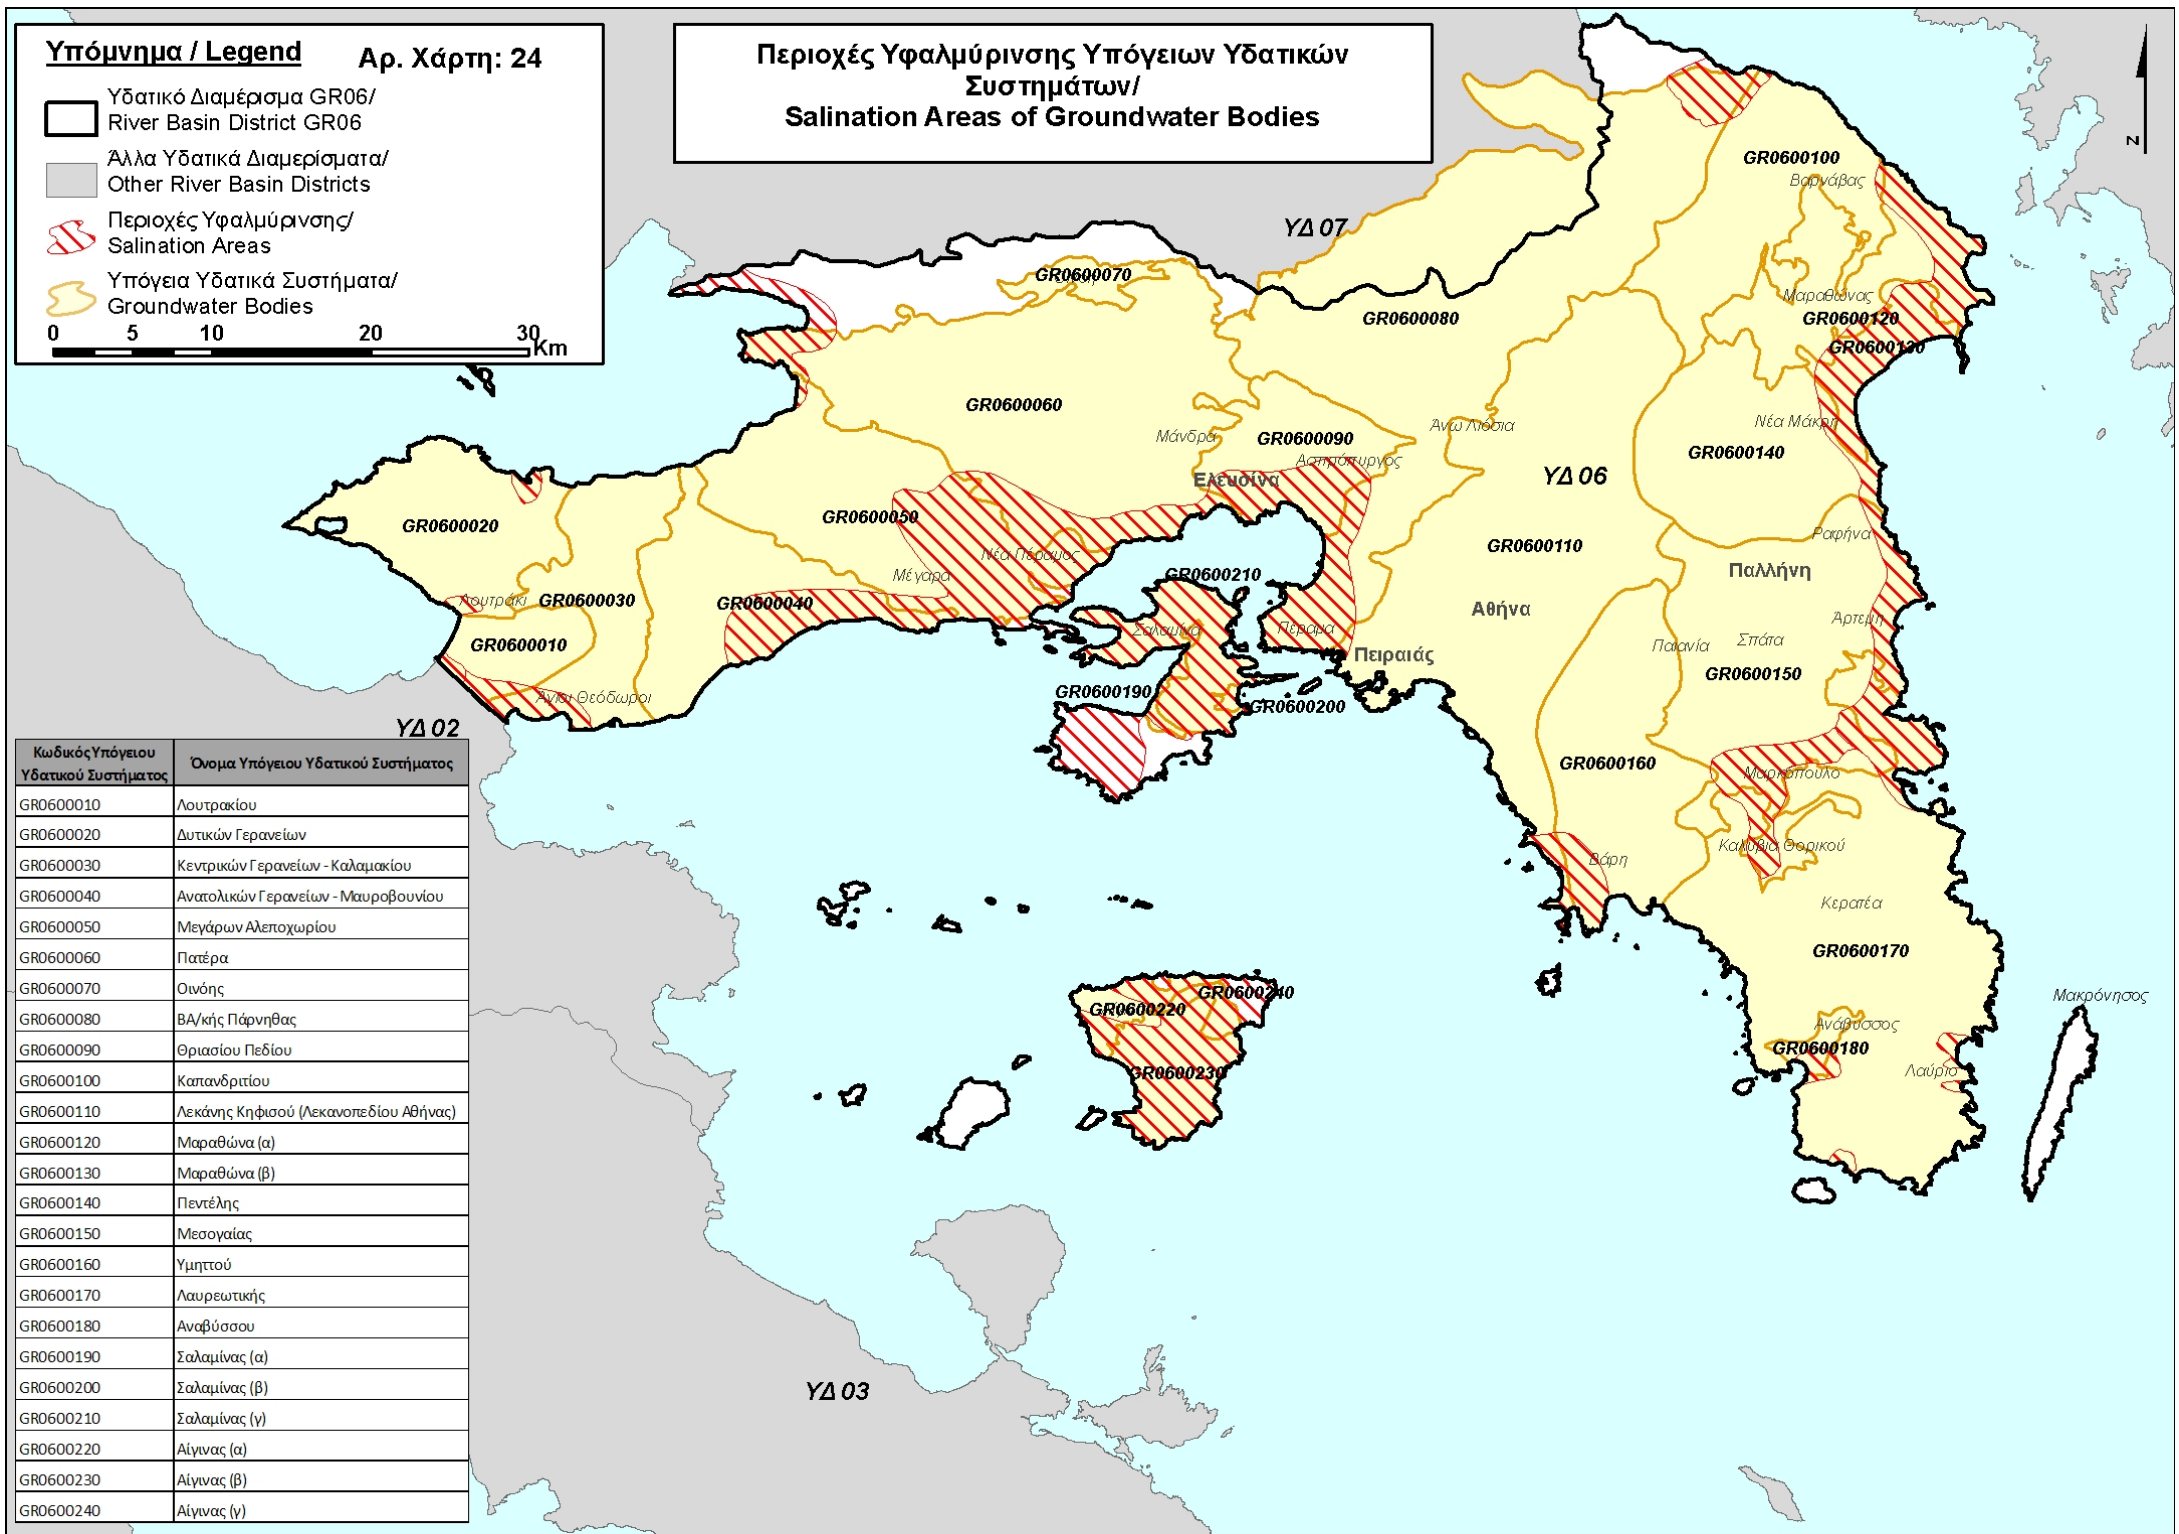 Υπόμνημα / Legend
Αρ. Χάρτη: 24
Υδατικό Διαμέρισμα GR06/
River Basin District GR06
Άλλα Υδατικά Διαμερίσματα/
Other River Basin Districts
Περιοχές Υφαλμύρινσης/
Salination Areas
Υπόγεια Υδατικά Συστήματα/
Groundwater Bodies
0 5 10 20 30
Km
Περιοχές Υφαλμύρινσης Υπόγειων Υδατικών
Συστημάτων/
Salination Areas of Groundwater Bodies
N
GR0600100
Βαρνάβας
ΥΔ 07
GR0600070
GR0600080
Μαραθώνας
GR0600120
GR0600130
GR0600060
Μάνδρα
GR0600090
Άνω Λιόσια
Νέα Μάκρη
GR0600140
Ασπρόπυργος
Ελευσίνα
ΥΔ 06
GR0600020
GR0600050
Νέα Πέραμος
GR0600110
Ραφήνα
Μέγαρα
GR0600210
Παλλήνη
Λουτράκι
GR0600030
GR0600040
Αθήνα
Άρτεμη
GR0600010
Σαλαμίνα
Πέραμα
Πειραιάς
Παιανία
Σπάτα
GR0600150
Άγιοι Θεόδωροι
GR0600190
GR0600200
ΥΔ 02
GR0600160
Μαρκόπουλο
Βάρη
Καλύβια Θορικού
Κερατέα
GR0600170
GR0600240
GR0600220
Μακρόνησος
Ανάβυσσος
GR0600180
Λαύριο
GR0600230
ΥΔ 03
Κωδικός Υπόγειου
Υδατικού Συστήματος
Όνομα Υπόγειου Υδατικού Συστήματος
GR0600010 Λουτρακίου
GR0600020 Δυτικών Γερανείων
GR0600030 Κεντρικών Γερανείων - Καλαμακίου
GR0600040 Ανατολικών Γερανείων - Μαυροβουνίου
GR0600050 Μεγάρων Αλεποχωρίου
GR0600060 Πατέρα
GR0600070 Οινόης
GR0600080 ΒΑ/κής Πάρνηθας
GR0600090 Θριασίου Πεδίου
GR0600100 Καπανδριτίου
GR0600110 Λεκάνης Κηφισού (Λεκανοπεδίου Αθήνας)
GR0600120 Μαραθώνα (α)
GR0600130 Μαραθώνα (β)
GR0600140 Πεντέλης
GR0600150 Μεσογαίας
GR0600160 Υμηττού
GR0600170 Λαυρεωτικής
GR0600180 Αναβύσσου
GR0600190 Σαλαμίνας (α)
GR0600200 Σαλαμίνας (β)
GR0600210 Σαλαμίνας (γ)
GR0600220 Αίγινας (α)
GR0600230 Αίγινας (β)
GR0600240 Αίγινας (γ)